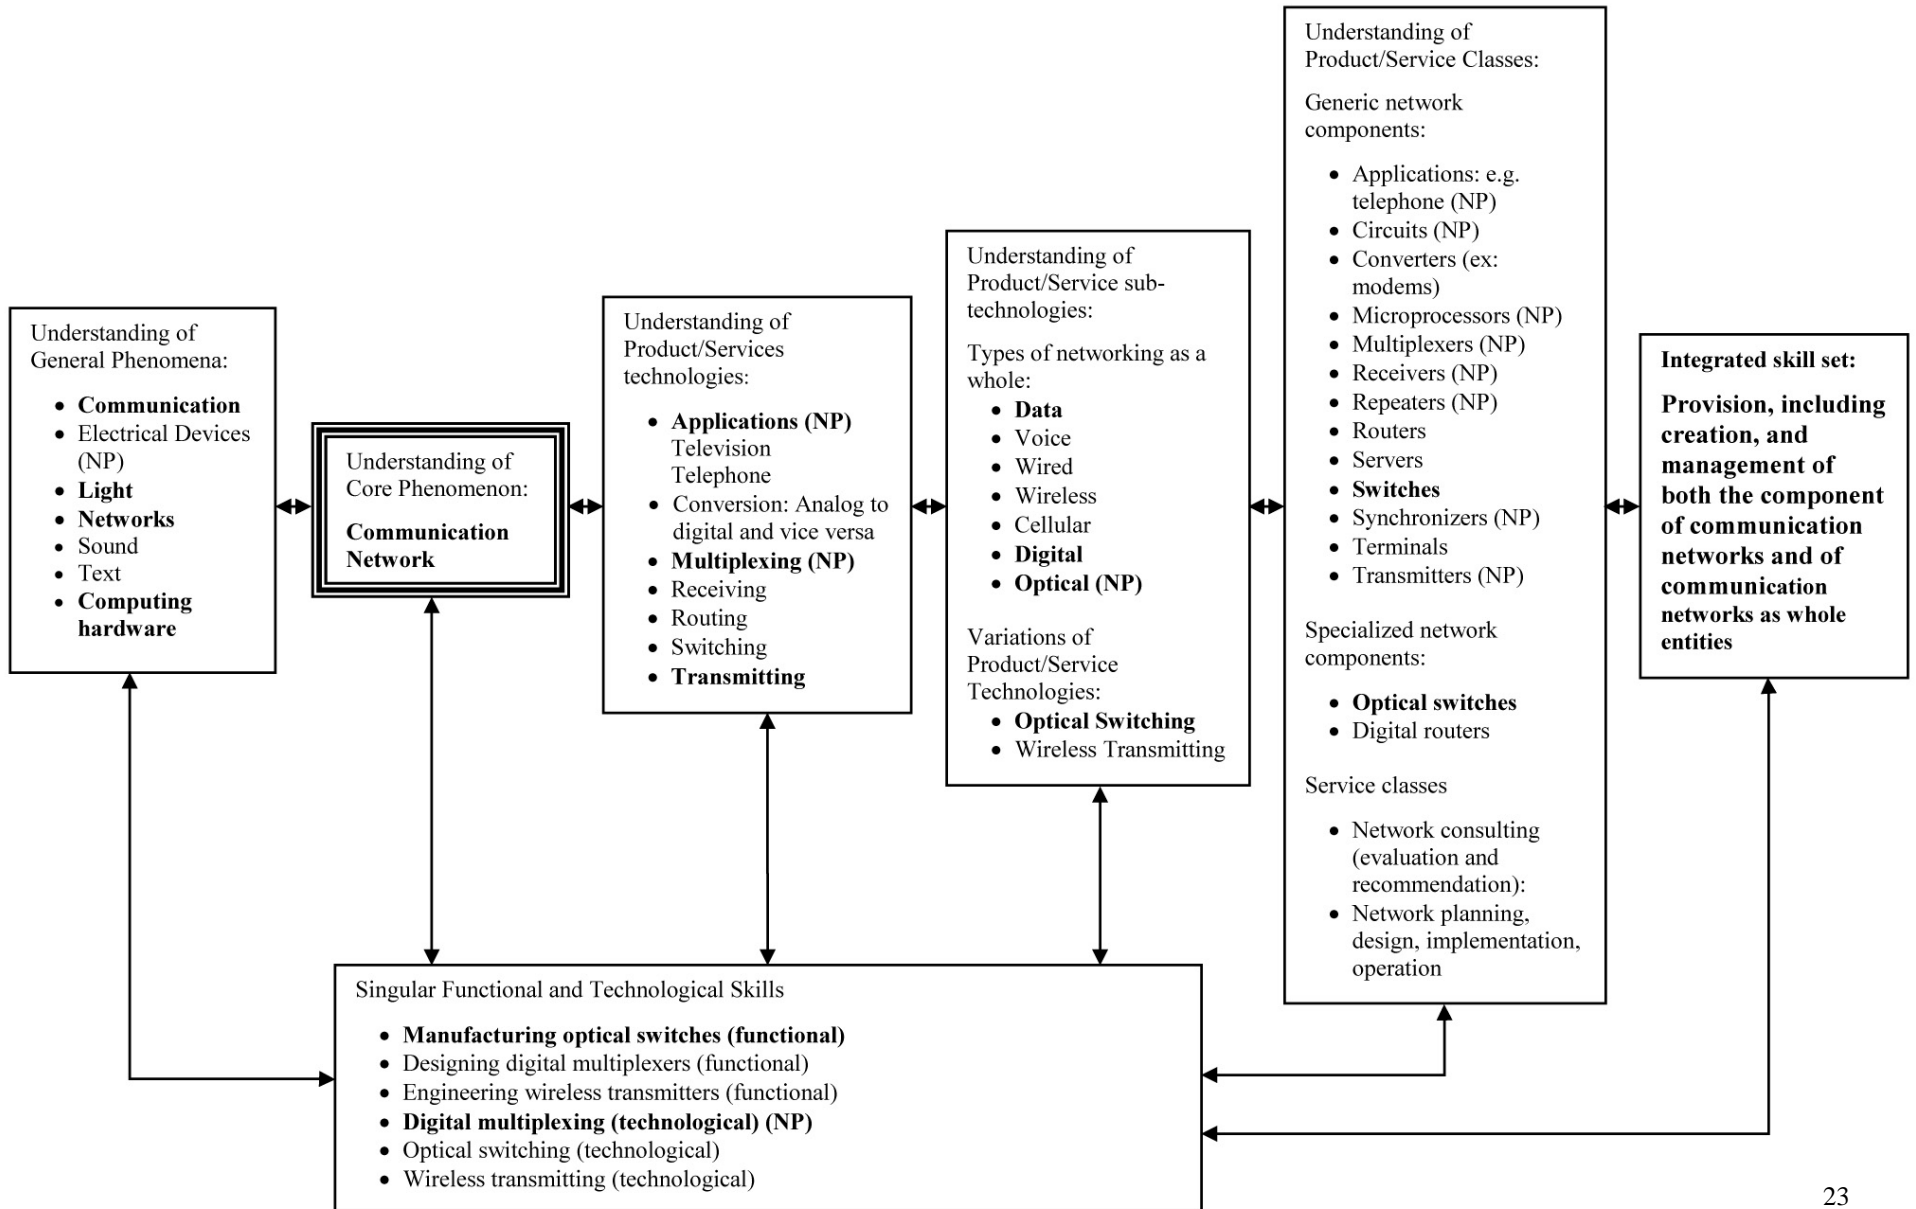 Understanding of
General Phenomena:
• Communication
• Electrical Devices
(NP)
• Light
• Networks
• Sound
• Text
• Computing
hardware
Understanding of
Core Phenomenon:
Communication
Network
Understanding of
Product/Services
technologies:
• Applications (NP)
Television
Telephone
• Conversion: Analog to
digital and vice versa
• Multiplexing (NP)
• Receiving
• Routing
• Switching
• Transmitting
Understanding of
Product/Service sub-
technologies:
Types of networking as a
whole:
• Data
• Voice
• Wired
• Wireless
• Cellular
• Digital
• Optical (NP)
Variations of
Product/Service
Technologies:
• Optical Switching
• Wireless Transmitting
Understanding of
Product/Service Classes:
Generic network
components:
• Applications: e.g.
telephone (NP)
• Circuits (NP)
• Converters (ex:
modems)
• Microprocessors (NP)
• Multiplexers (NP)
• Receivers (NP)
• Repeaters (NP)
• Routers
• Servers
• Switches
• Synchronizers (NP)
• Terminals
• Transmitters (NP)
Specialized network
components:
• Optical switches
• Digital routers
Service classes
• Network consulting
(evaluation and
recommendation):
• Network planning,
design, implementation,
operation
Integrated skill set:
Provision, including
creation, and
management of
both the component
of communication
networks and of
communication
networks as whole
entities
Singular Functional and Technological Skills
• Manufacturing optical switches (functional)
• Designing digital multiplexers (functional)
• Engineering wireless transmitters (functional)
• Digital multiplexing (technological) (NP)
• Optical switching (technological)
• Wireless transmitting (technological)
23